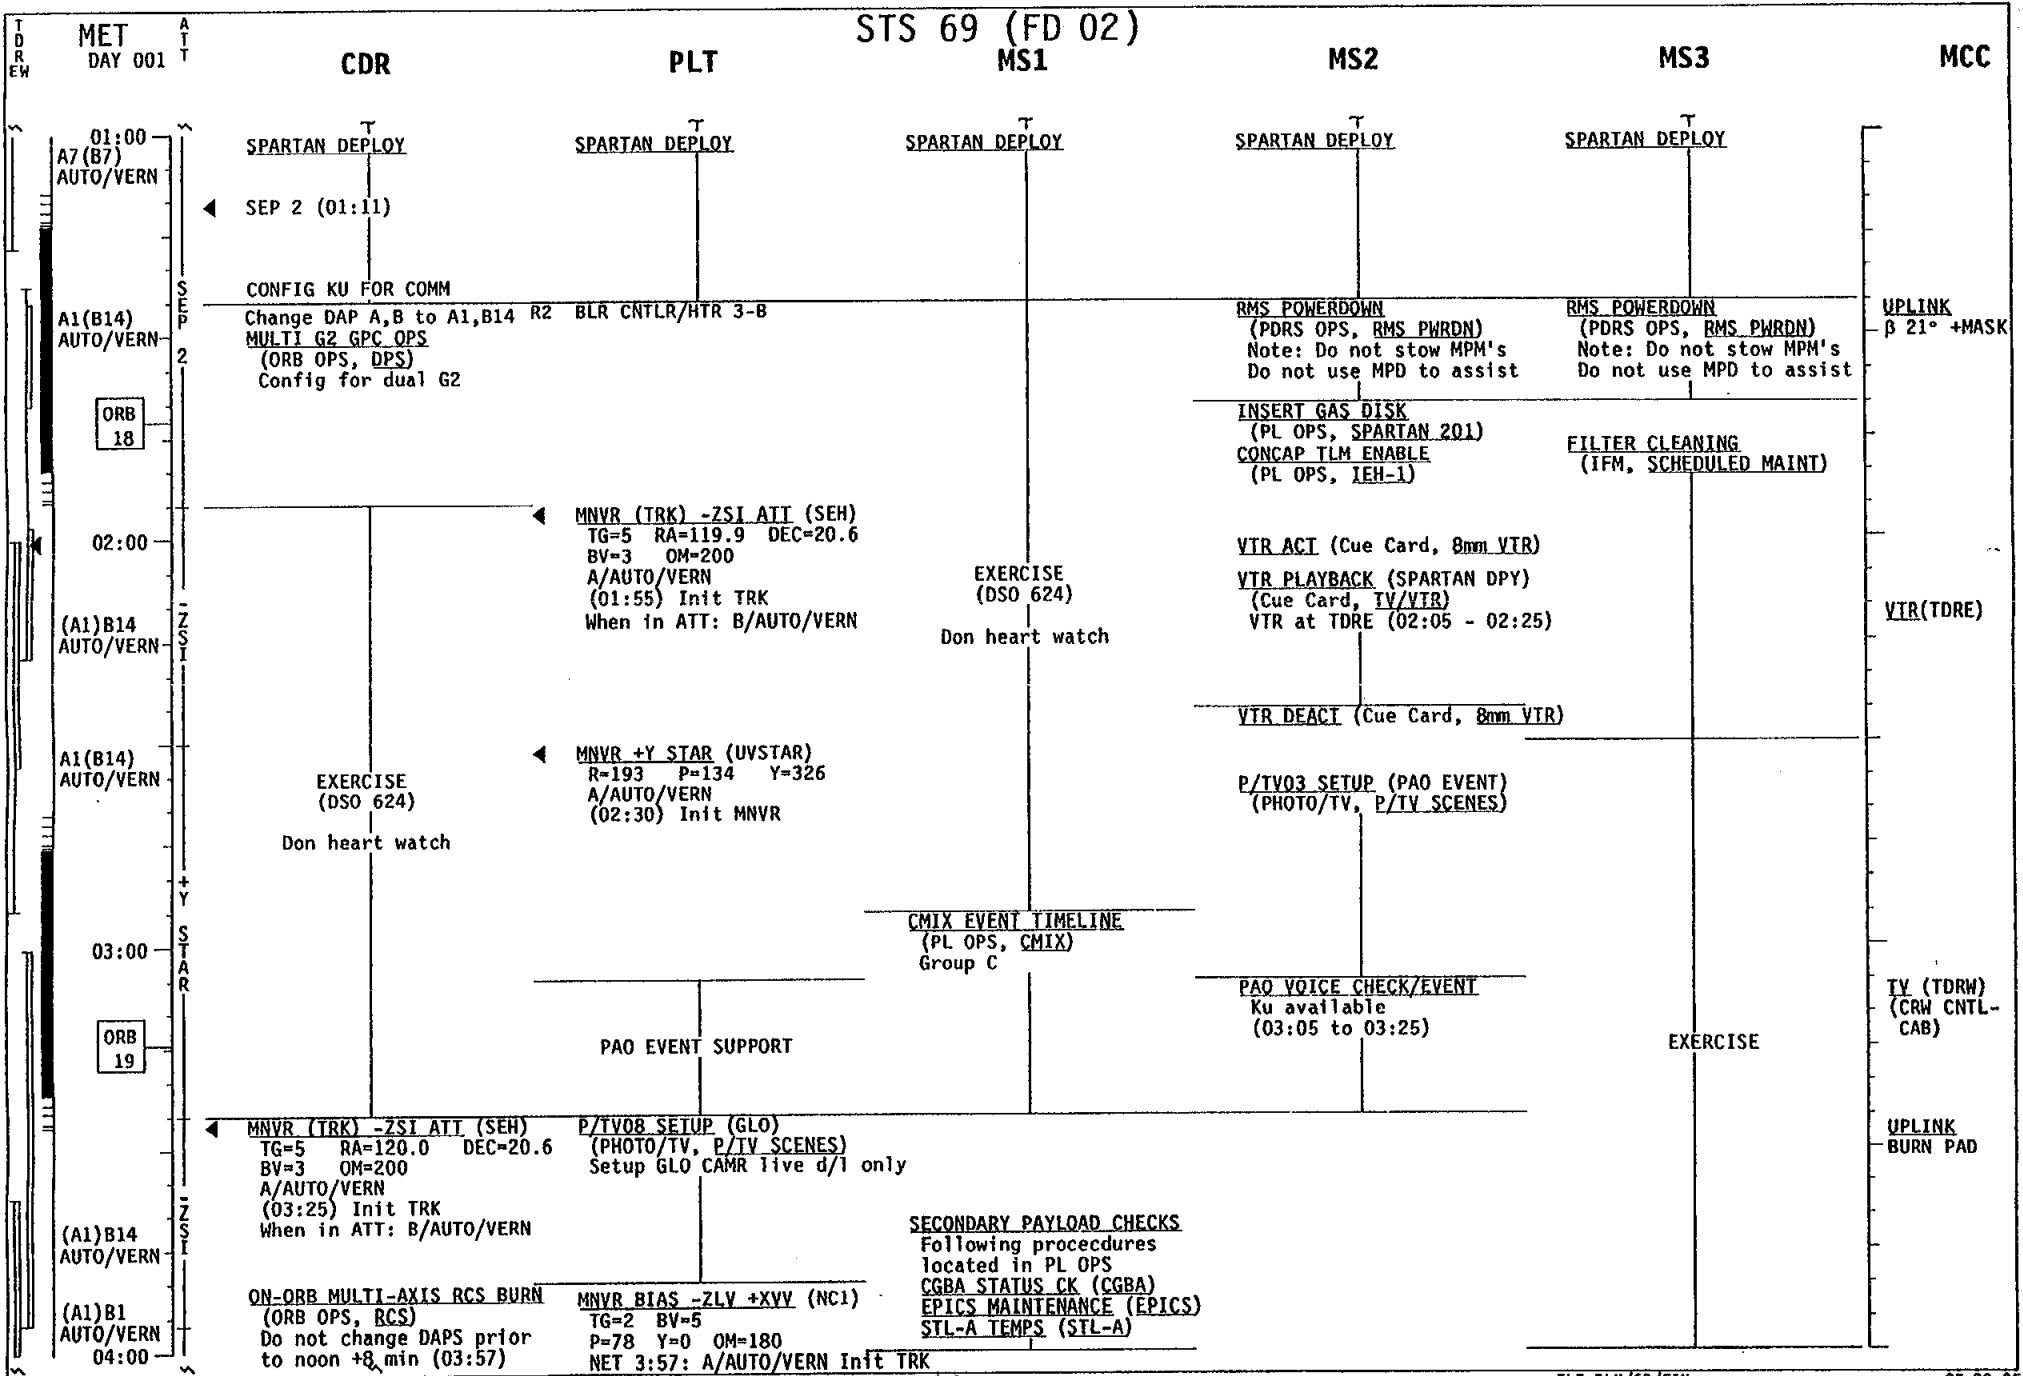 STS 69 (FD 02)
TDR
EW
MET
DAY 001
ATT
CDR
PLT
MS1
MS2
MS3
MCC
01:00
A7(B7)
AUTO/VERN
A1(B14)
AUTO/VERN
ORB
18
02:00
(A1)B14
AUTO/VERN
A1(B14)
AUTO/VERN
03:00
ORB
19
(A1)B14
AUTO/VERN
(A1)B1
AUTO/VERN
04:00
SEP 2
-ZSI
+Y STAR
-ZSI
SPARTAN DEPLOY
SEP 2 (01:11)
CONFIG KU FOR COMM
Change DAP A,B to A1,B14
MULTI G2 GPC OPS
(ORB OPS, DPS)
Config for dual G2
EXERCISE
(DSO 624)
Don heart watch
MNVR (TRK) -ZSI ATT (SEH)
TG=5 RA=120.0 DEC=20.6
BV=3 OM=200
A/AUTO/VERN
(03:25) Init TRK
When in ATT: B/AUTO/VERN
ON-ORB MULTI-AXIS RCS BURN
(ORB OPS, RCS)
Do not change DAPS prior
to noon +8 min (03:57)
SPARTAN DEPLOY
R2 BLR CNTLR/HTR 3-B
MNVR (TRK) -ZSI ATT (SEH)
TG=5 RA=119.9 DEC=20.6
BV=3 OM=200
A/AUTO/VERN
(01:55) Init TRK
When in ATT: B/AUTO/VERN
MNVR +Y STAR (UVSTAR)
R=193 P=134 Y=326
A/AUTO/VERN
(02:30) Init MNVR
PAO EVENT SUPPORT
P/TV08 SETUP (GLO)
(PHOTO/TV, P/TV SCENES)
Setup GLO CAMR live d/l only
MNVR BIAS -ZLV +XVV (NC1)
TG=2 BV=5
P=78 Y=0 OM=180
NET 3:57: A/AUTO/VERN Init TRK
SPARTAN DEPLOY
EXERCISE
(DSO 624)
Don heart watch
CMIX EVENT TIMELINE
(PL OPS, CMIX)
Group C
SECONDARY PAYLOAD CHECKS
Following procecdures
located in PL OPS
CGBA STATUS CK (CGBA)
EPICS MAINTENANCE (EPICS)
STL-A TEMPS (STL-A)
SPARTAN DEPLOY
RMS POWERDOWN
(PDRS OPS, RMS PWRDN)
Note: Do not stow MPM's
Do not use MPD to assist
INSERT GAS DISK
(PL OPS, SPARTAN 201)
CONCAP TLM ENABLE
(PL OPS, IEH-1)
VTR ACT (Cue Card, 8mm VTR)
VTR PLAYBACK (SPARTAN DPY)
(Cue Card, TV/VTR)
VTR at TDRE (02:05 - 02:25)
VTR DEACT (Cue Card, 8mm VTR)
P/TV03 SETUP (PAO EVENT)
(PHOTO/TV, P/TV SCENES)
PAO VOICE CHECK/EVENT
Ku available
(03:05 to 03:25)
SPARTAN DEPLOY
RMS POWERDOWN
(PDRS OPS, RMS PWRDN)
Note: Do not stow MPM's
Do not use MPD to assist
FILTER CLEANING
(IFM, SCHEDULED MAINT)
EXERCISE
UPLINK
β 21° +MASK
VTR(TDRE)
TV (TDRW)
(CRW CNTL-
CAB)
UPLINK
BURN PAD